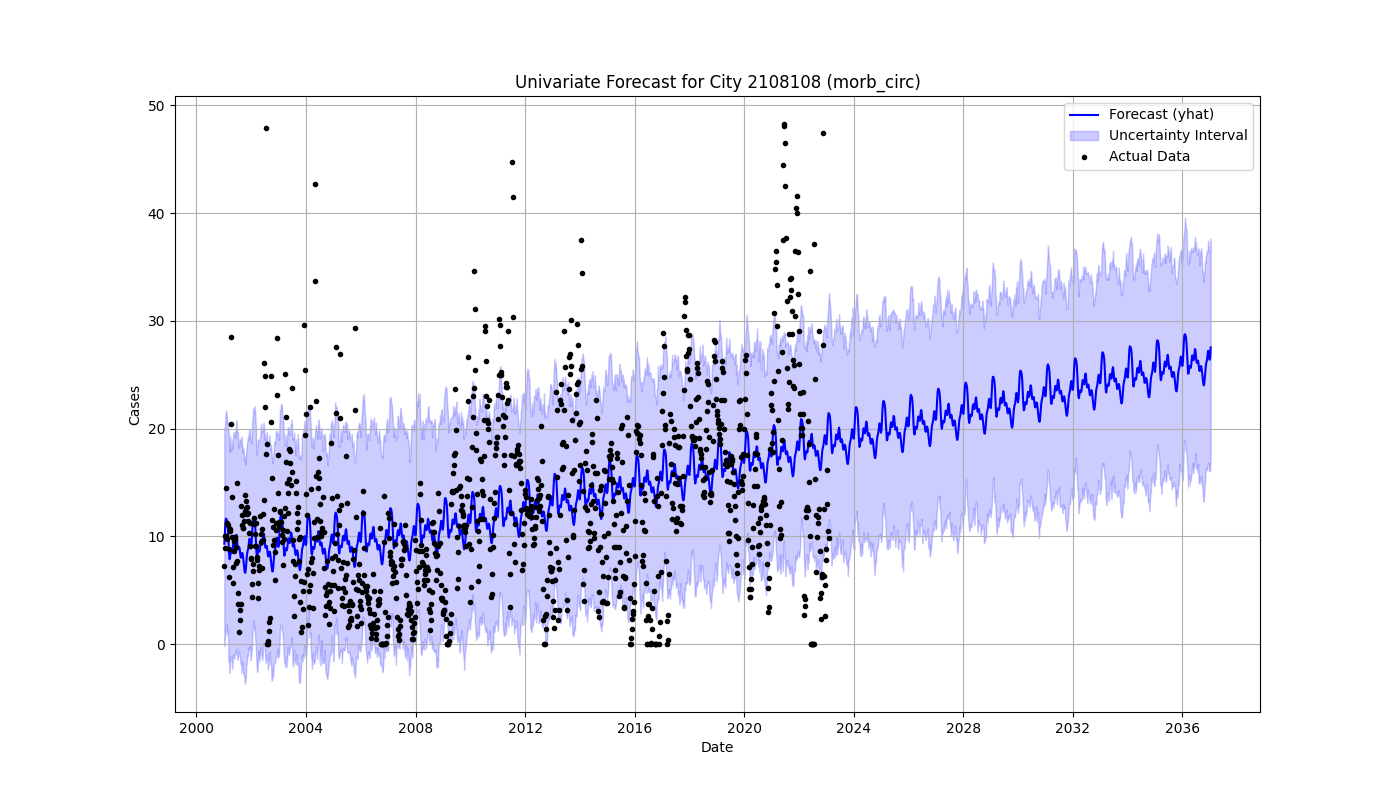 Univariate Forecast for City 2108108 (morb_circ)
Forecast (yhat)
Uncertainty Interval
Actual Data
Cases
50
40
30
20
10
0
2000 2004 2008 2012 2016 2020 2024 2028 2032 2036
Date